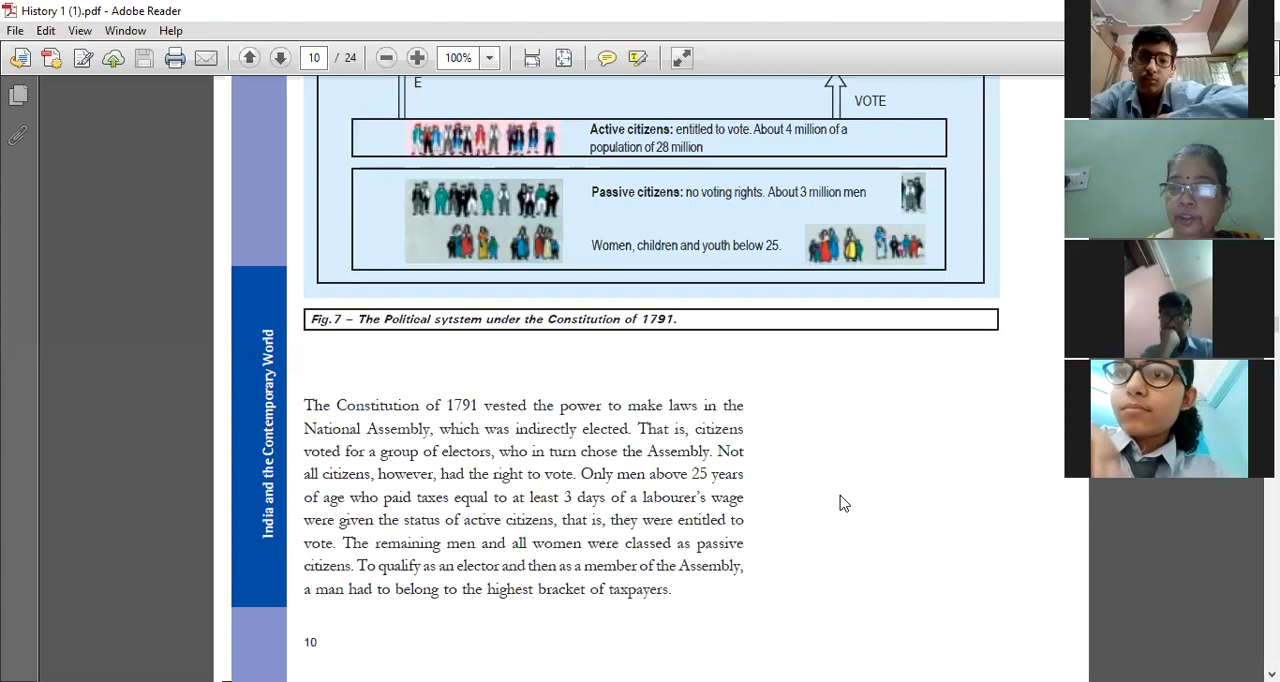 History 1 (1).pdf - Adobe Reader
File Edit View Window Help
10 / 24 100%
E
VOTE
Active citizens: entitled to vote. About 4 million of a
population of 28 million
Passive citizens: no voting rights. About 3 million men
Women, children and youth below 25.
Fig.7 – The Political sytstem under the Constitution of 1791.
India and the Contemporary World
The Constitution of 1791 vested the power to make laws in the
National Assembly, which was indirectly elected. That is, citizens
voted for a group of electors, who in turn chose the Assembly. Not
all citizens, however, had the right to vote. Only men above 25 years
of age who paid taxes equal to at least 3 days of a labourer's wage
were given the status of active citizens, that is, they were entitled to
vote. The remaining men and all women were classed as passive
citizens. To qualify as an elector and then as a member of the Assembly,
a man had to belong to the highest bracket of taxpayers.
10